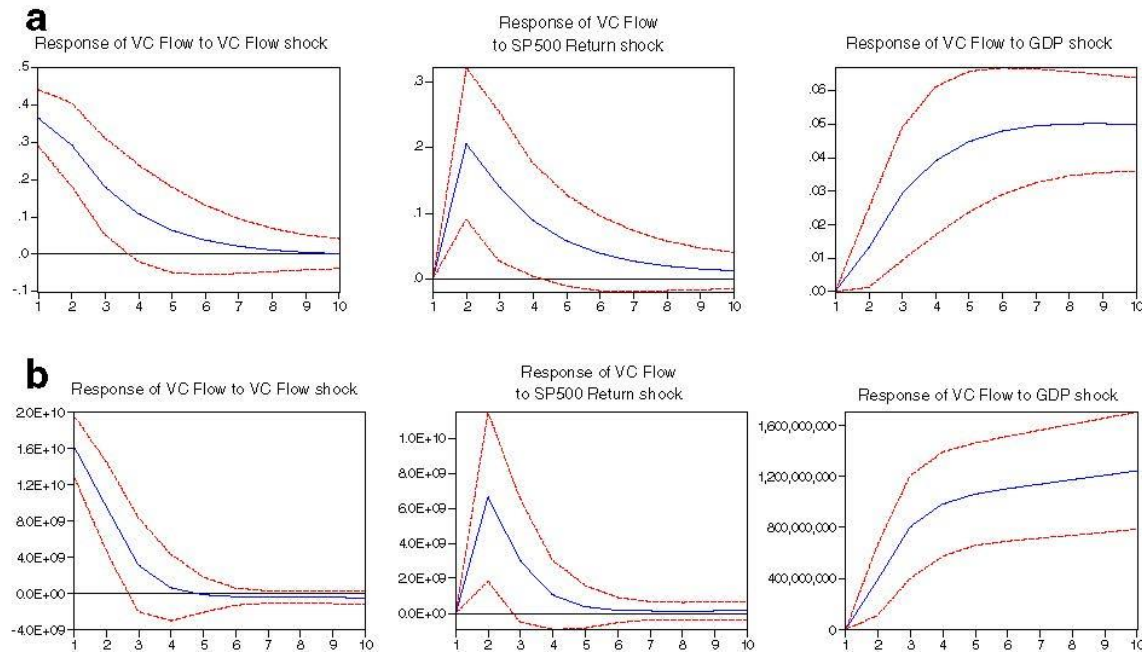 a
Response of VC Flow to VC Flow shock
.5
.4
.3
.2
.1
.0
-.1
1 2 3 4 5 6 7 8 9 10
Response of VC Flow
to SP500 Return shock
.3
.2
.1
.0
1 2 3 4 5 6 7 8 9 10
Response of VC Flow to GDP shock
.06
.05
.04
.03
.02
.01
.00
1 2 3 4 5 6 7 8 9 10
b
Response of VC Flow to VC Flow shock
2.0E+10
1.6E+10
1.2E+10
8.0E+09
4.0E+09
0.0E+00
-4.0E+09
1 2 3 4 5 6 7 8 9 10
Response of VC Flow
to SP500 Return shock
1.0E+10
8.0E+09
6.0E+09
4.0E+09
2.0E+09
0.0E+00
1 2 3 4 5 6 7 8 9 10
Response of VC Flow to GDP shock
1,600,000,000
1,200,000,000
800,000,000
400,000,000
0
1 2 3 4 5 6 7 8 9 10